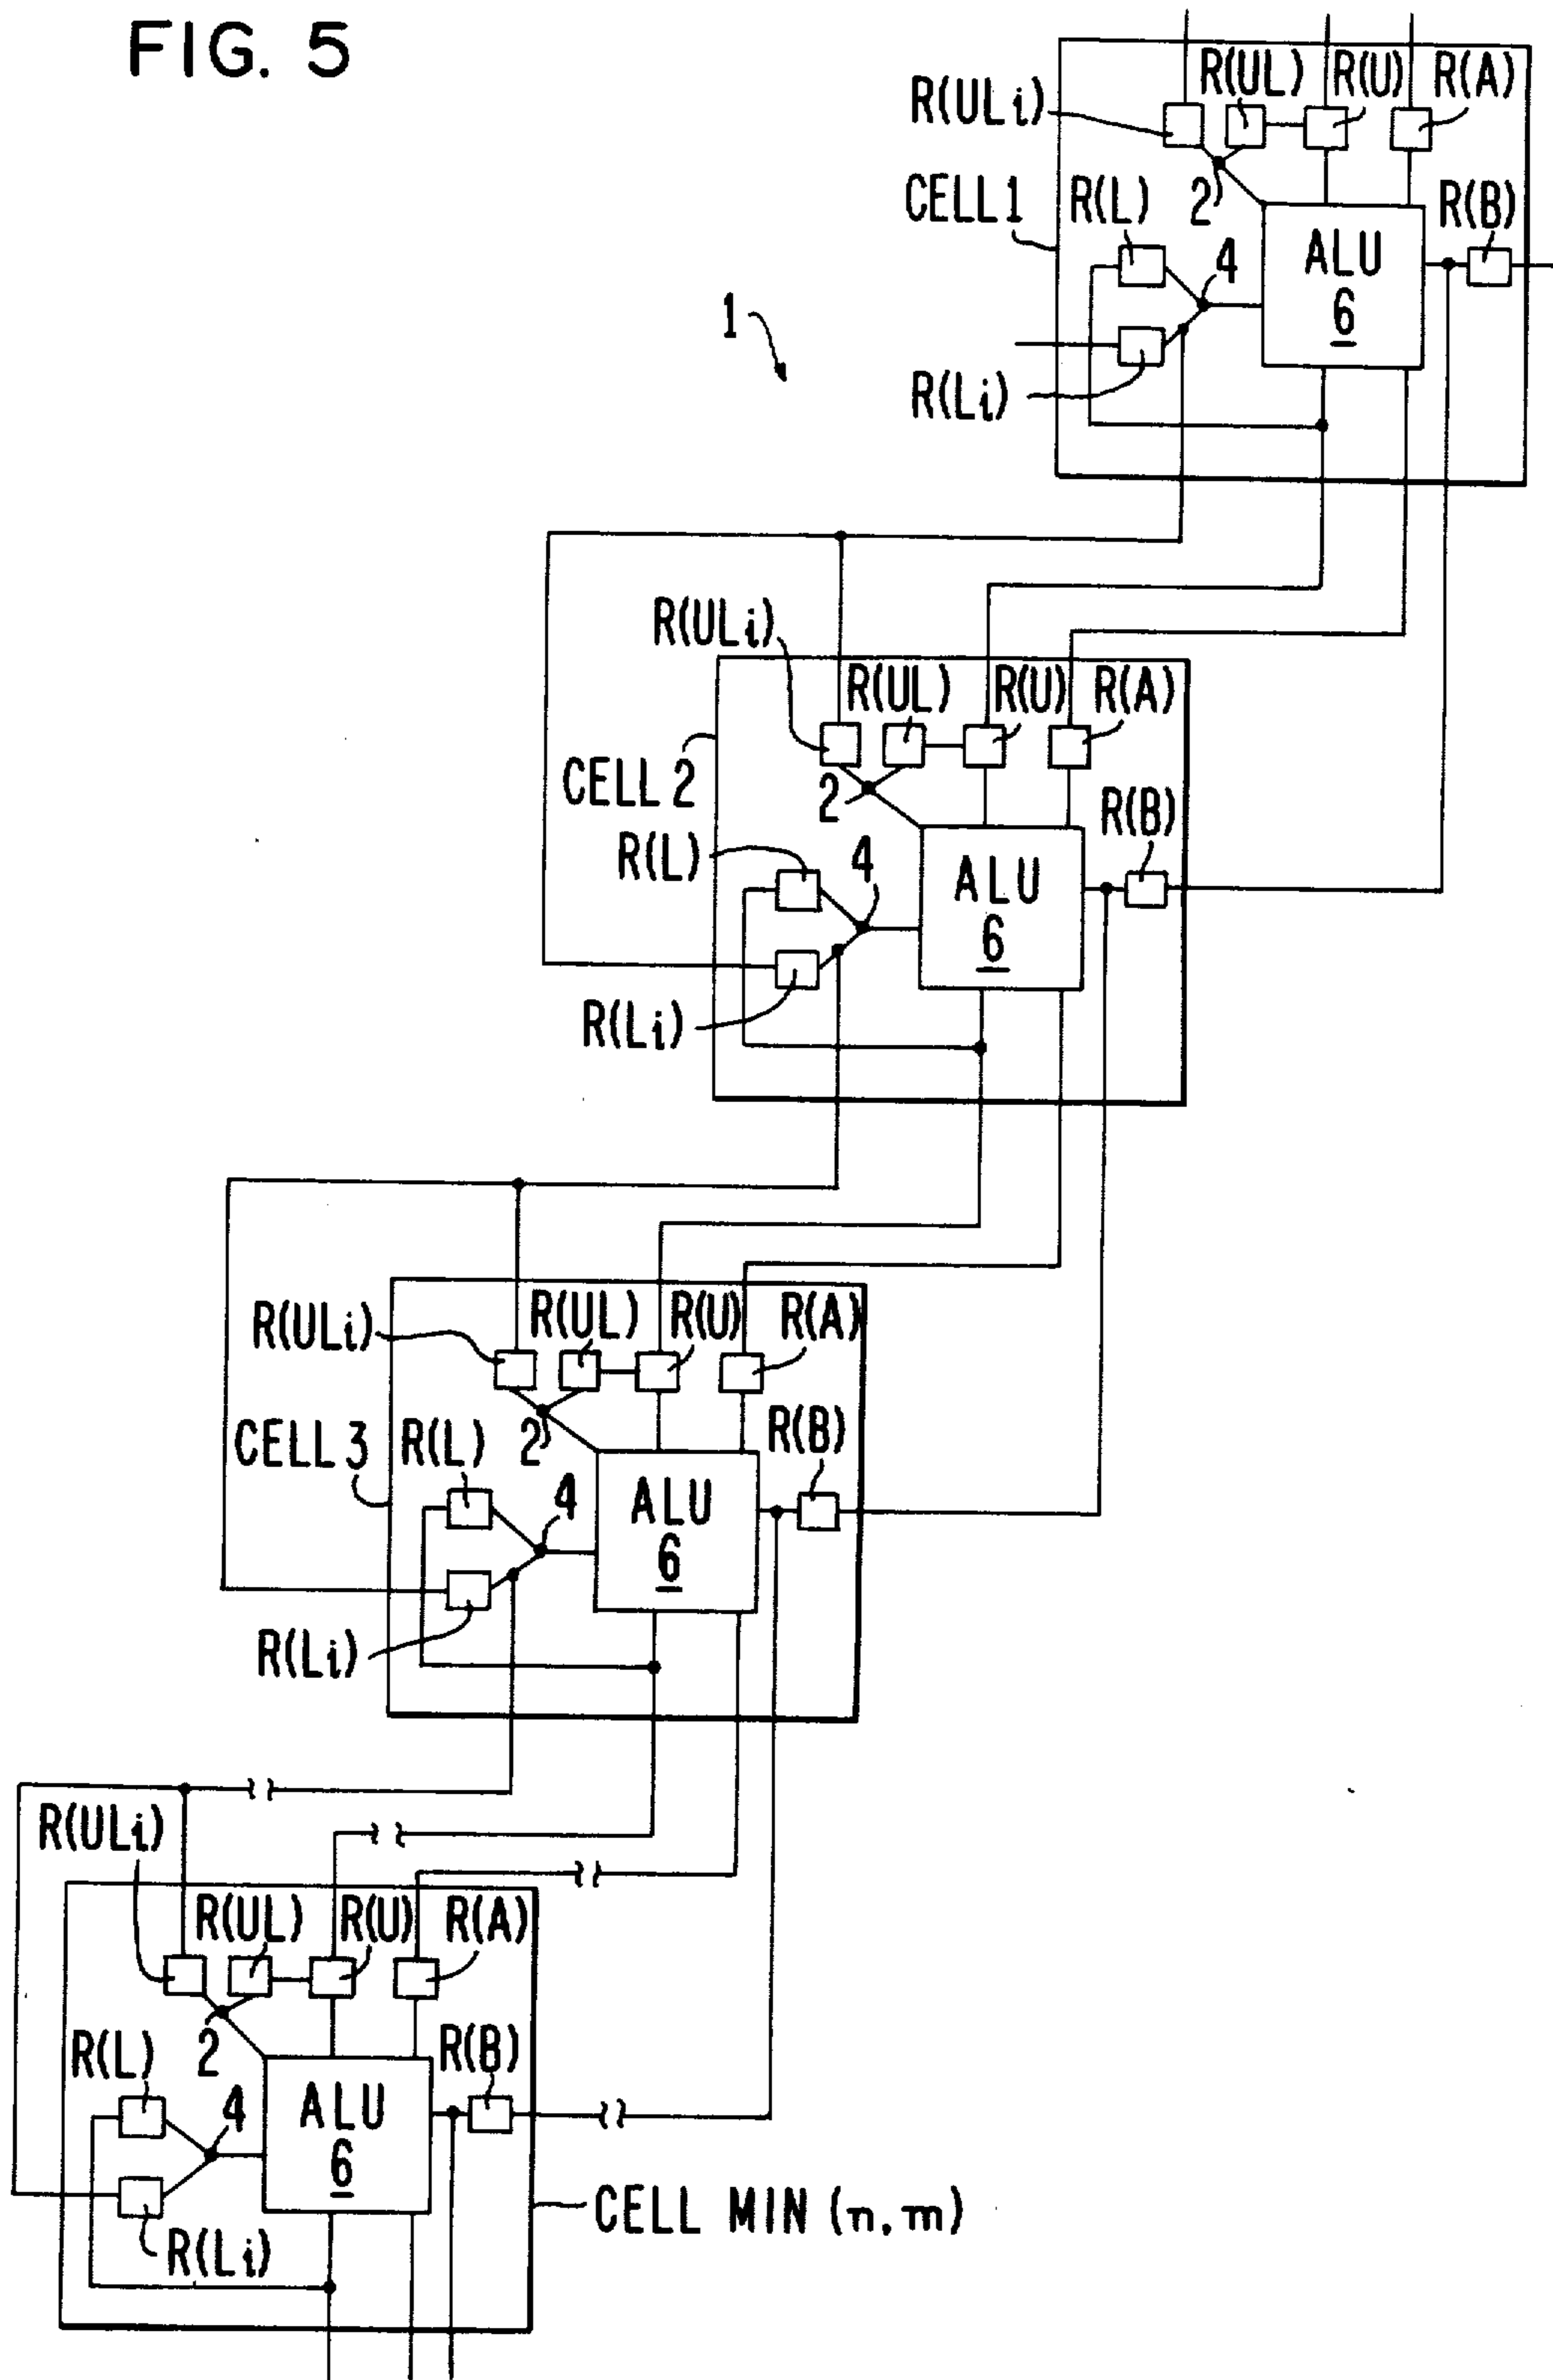 FIG. 5
R(UL) R(U) R(A)
R(ULi)
CELL 1 R(L) 2 R(B)
4 ALU
6
1
R(Li)
R(ULi)
R(UL) R(U) R(A)
CELL 2 2
R(B)
R(L) 4 ALU
6
R(Li)
R(UL) R(U) R(A)
R(ULi)
CELL 3 R(L) 2 R(B)
4 ALU
6
R(Li)
R(ULi)
R(UL) R(U) R(A)
R(L) 2 R(B)
4 ALU
6
CELL MIN (n,m)
R(Li)